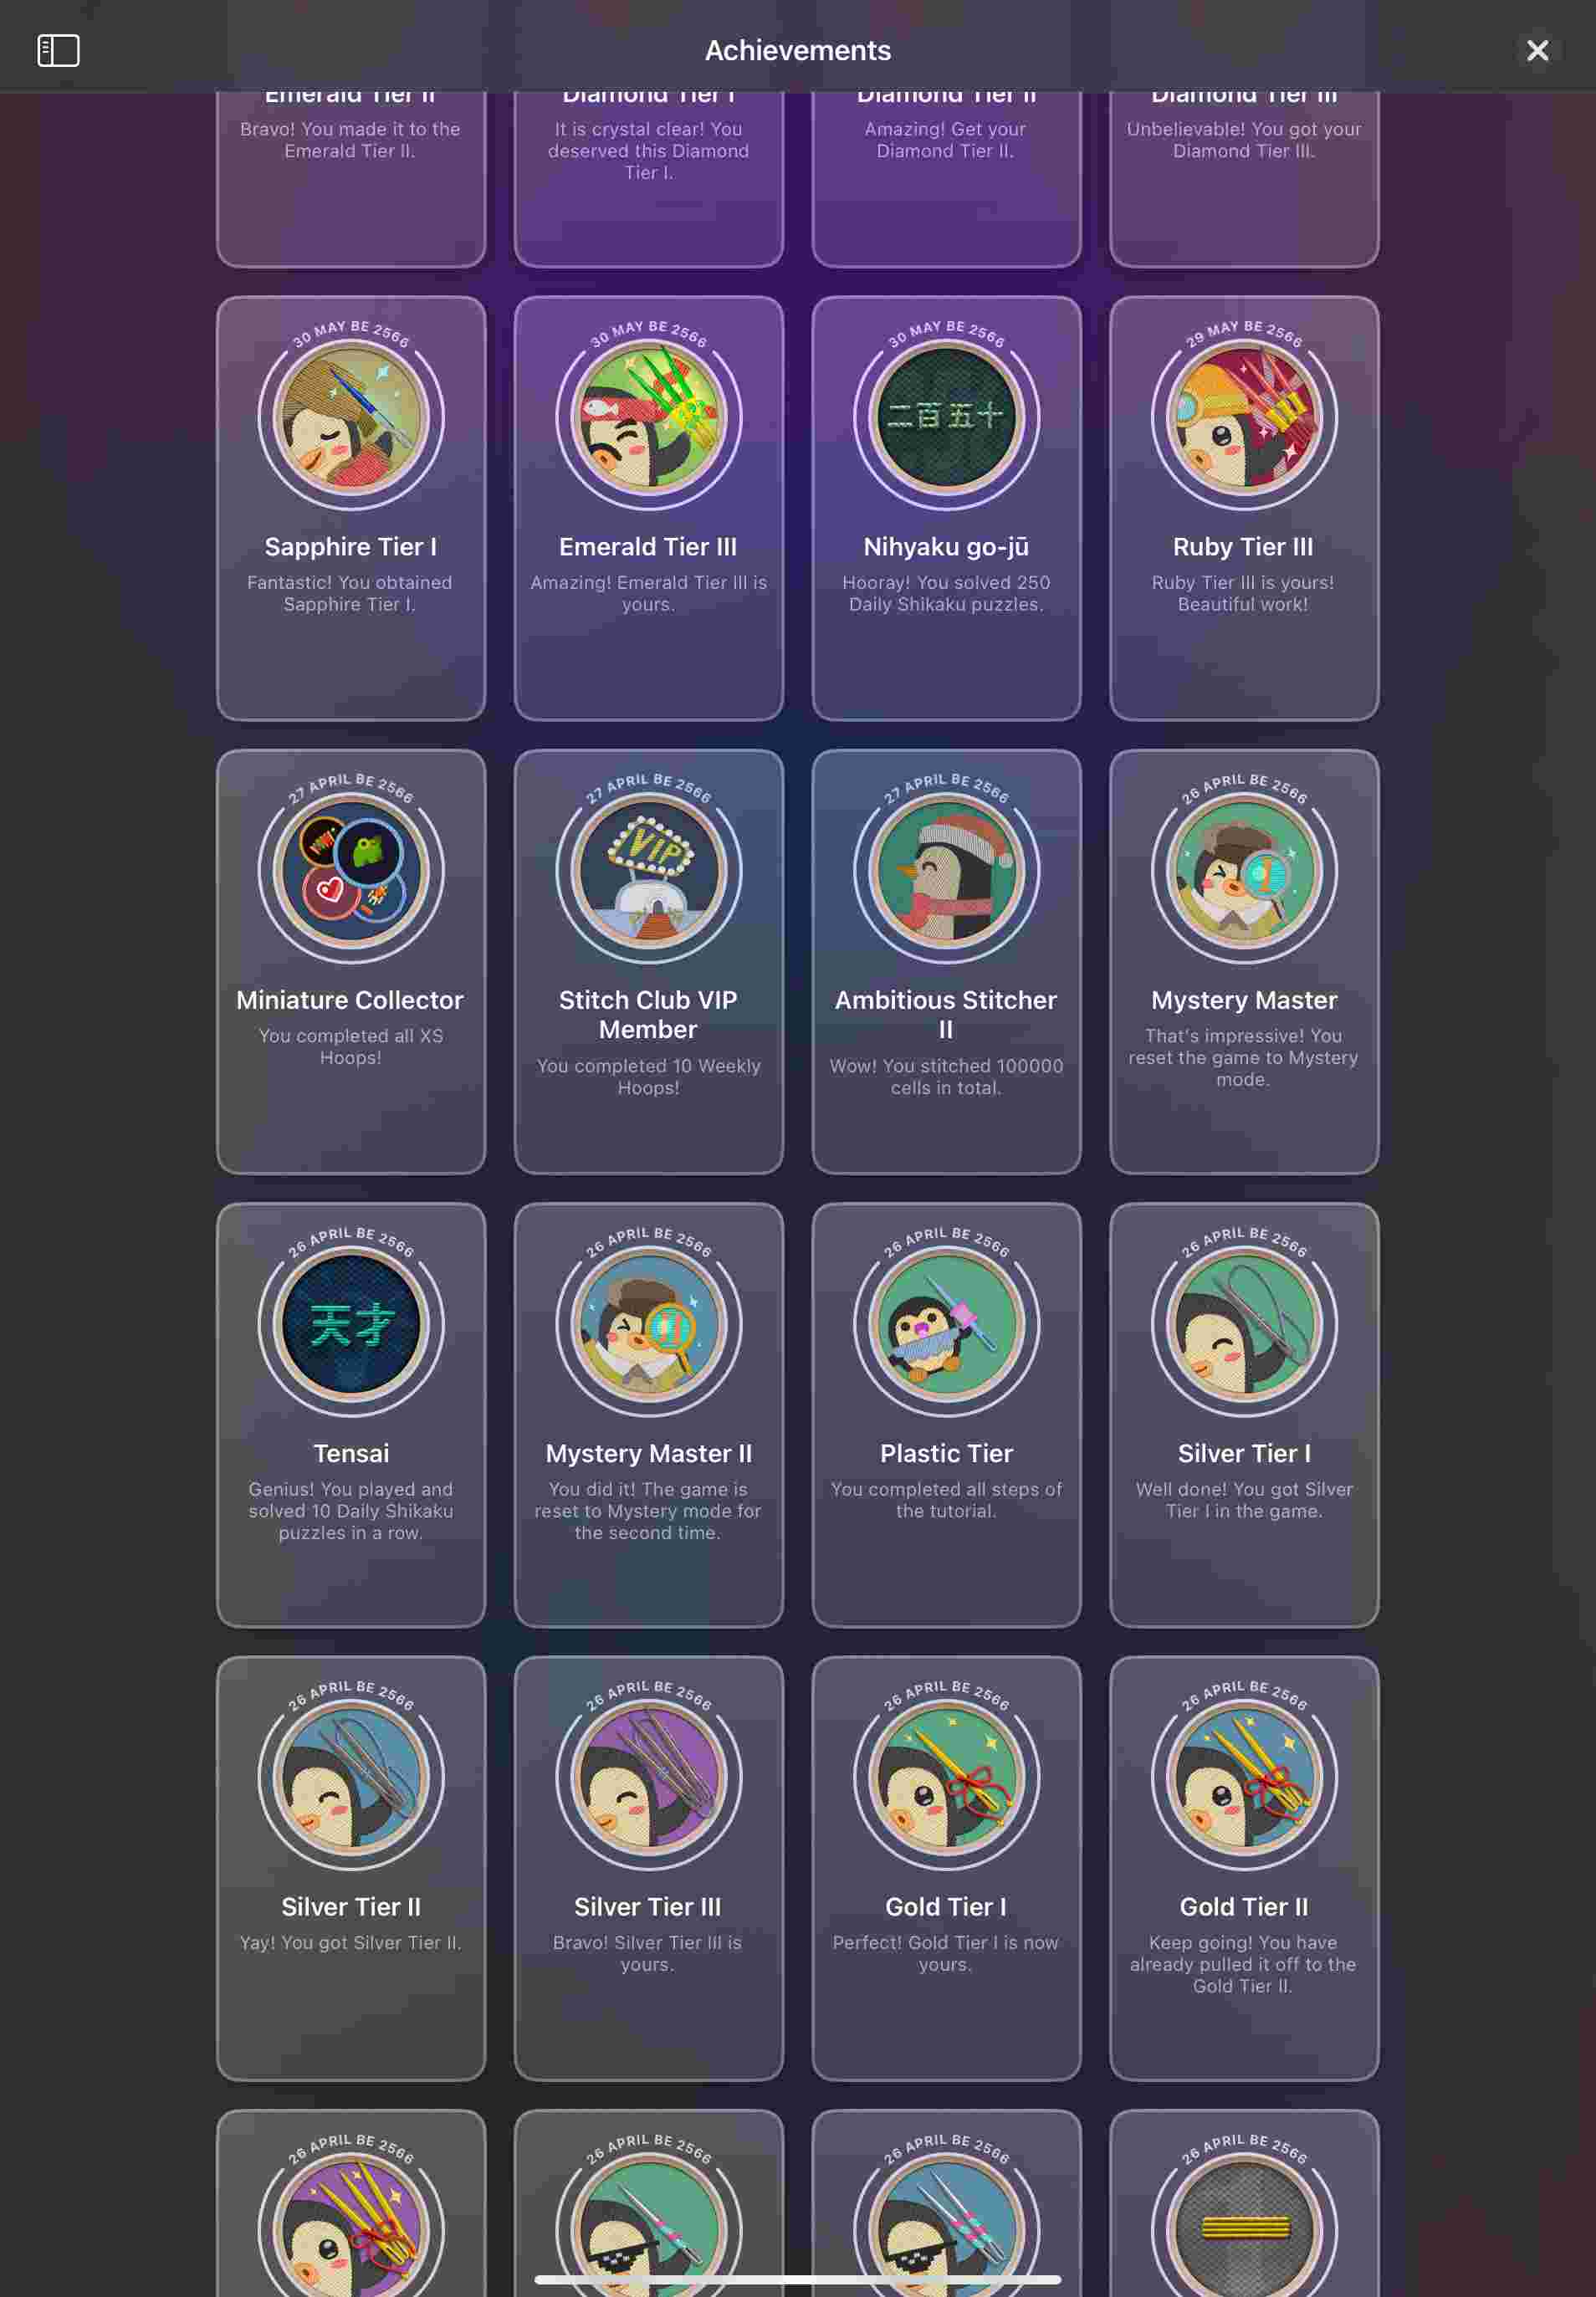 Achievements
Emerald Tier II
Diamond Tier I
Diamond Tier II
Diamond Tier III
Bravo! You made it to the
Emerald Tier II.
It is crystal clear! You
deserved this Diamond
Tier I.
Amazing! Get your
Diamond Tier II.
Unbelievable! You got your
Diamond Tier III.
30 MAY BE 2566
Sapphire Tier I
Fantastic! You obtained
Sapphire Tier I.
30 MAY BE 2566
Emerald Tier III
Amazing! Emerald Tier III is
yours.
30 MAY BE 2566
二百五十
Nihyaku go-jū
Hooray! You solved 250
Daily Shikaku puzzles.
29 MAY BE 2566
Ruby Tier III
Ruby Tier III is yours!
Beautiful work!
27 APRIL BE 2566
Miniature Collector
You completed all XS
Hoops!
27 APRIL BE 2566
VIP
Stitch Club VIP
Member
You completed 10 Weekly
Hoops!
27 APRIL BE 2566
Ambitious Stitcher
II
Wow! You stitched 100000
cells in total.
26 APRIL BE 2566
I
Mystery Master
That's impressive! You
reset the game to Mystery
mode.
26 APRIL BE 2566
天才
Tensai
Genius! You played and
solved 10 Daily Shikaku
puzzles in a row.
26 APRIL BE 2566
II
Mystery Master II
You did it! The game is
reset to Mystery mode for
the second time.
26 APRIL BE 2566
Plastic Tier
You completed all steps of
the tutorial.
26 APRIL BE 2566
Silver Tier I
Well done! You got Silver
Tier I in the game.
26 APRIL BE 2566
Silver Tier II
Yay! You got Silver Tier II.
26 APRIL BE 2566
Silver Tier III
Bravo! Silver Tier III is
yours.
26 APRIL BE 2566
Gold Tier I
Perfect! Gold Tier I is now
yours.
26 APRIL BE 2566
Gold Tier II
Keep going! You have
already pulled it off to the
Gold Tier II.
26 APRIL BE 2566
26 APRIL BE 2566
26 APRIL BE 2566
26 APRIL BE 2566